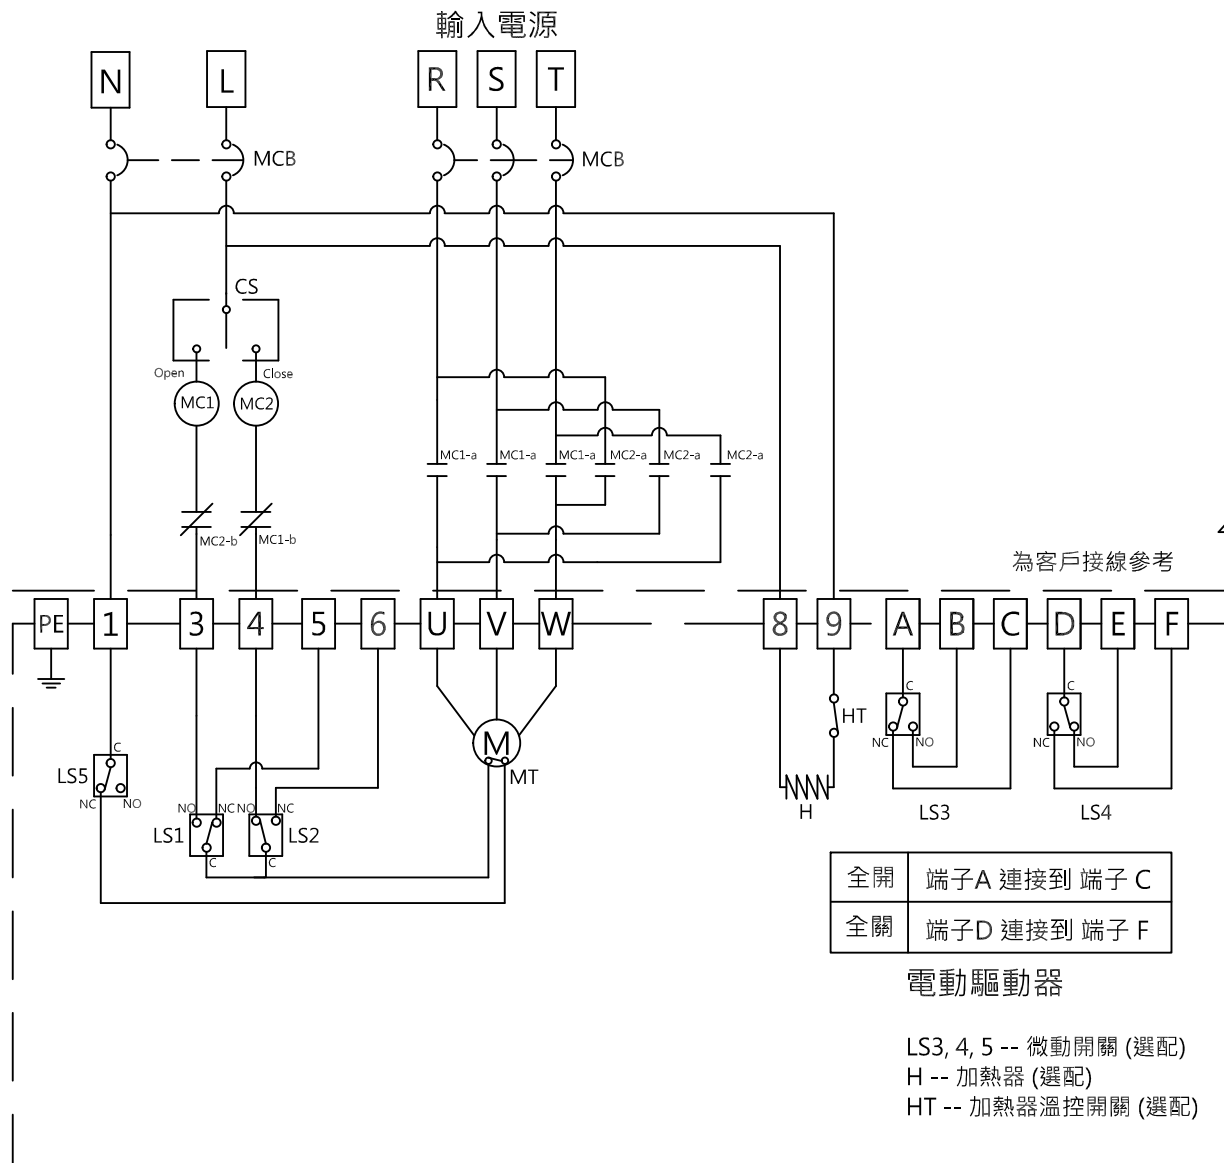 輸入電源
N L R S T
MCB MCB
CS
Open Close
MC1 MC2
MC1-a MC1-a MC1-a MC2-a MC2-a MC2-a
MC2-b MC1-b
為客戶接線參考
PE 1 3 4 5 6 U V W 8 9 A B C D E F
C C
HT
M
NC NO NC NO
C
LS5 MT
NC NO NO NC NO NC H LS3 LS4
LS1 LS2
C C
全開 端子A 連接到 端子 C
全關 端子D 連接到 端子 F
電動驅動器
LS3, 4, 5 -- 微動開關 (選配)
H -- 加熱器 (選配)
HT -- 加熱器溫控開關 (選配)